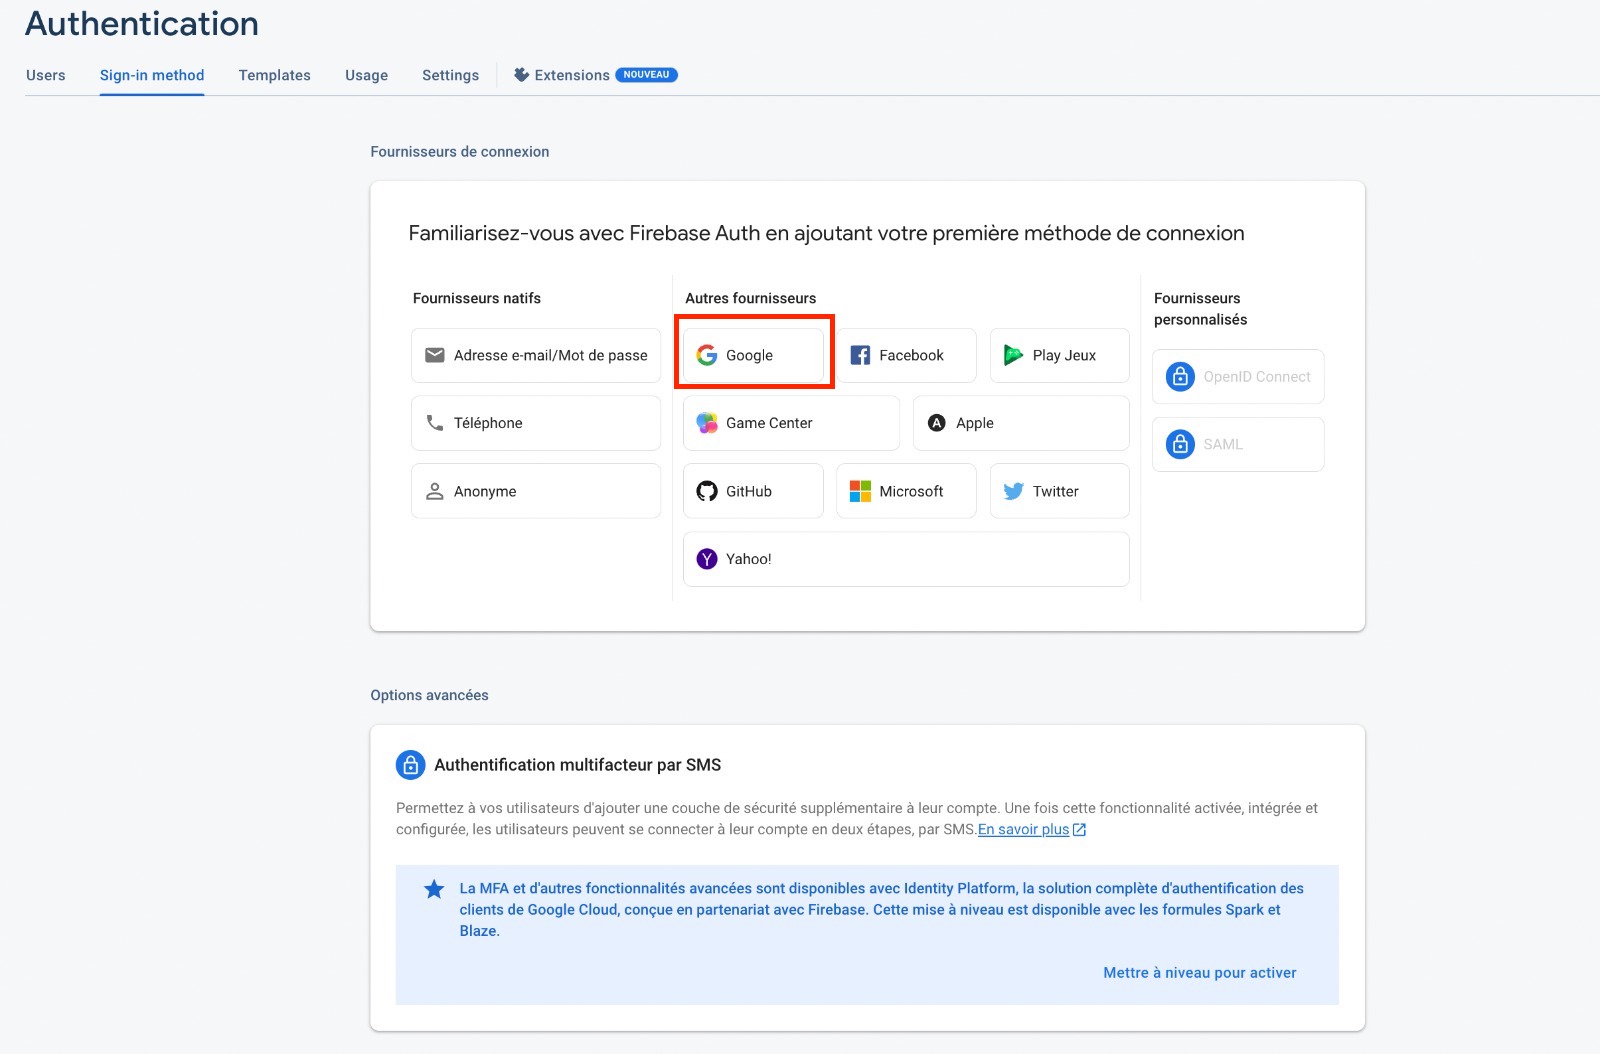 Authentication
Users
Sign-in method
Templates
Usage
Settings
Extensions
NOUVEAU
Fournisseurs de connexion
Familiarisez-vous avec Firebase Auth en ajoutant votre première méthode de connexion
Fournisseurs natifs
Adresse e-mail/Mot de passe
Téléphone
Anonyme
Autres fournisseurs
Google
Facebook
Play Jeux
Game Center
Apple
GitHub
Microsoft
Twitter
Yahoo!
Fournisseurs
personnalisés
OpenID Connect
SAML
Options avancées
Authentification multifacteur par SMS
Permettez à vos utilisateurs d'ajouter une couche de sécurité supplémentaire à leur compte. Une fois cette fonctionnalité activée, intégrée et
configurée, les utilisateurs peuvent se connecter à leur compte en deux étapes, par SMS.En savoir plus
La MFA et d'autres fonctionnalités avancées sont disponibles avec Identity Platform, la solution complète d'authentification des
clients de Google Cloud, conçue en partenariat avec Firebase. Cette mise à niveau est disponible avec les formules Spark et
Blaze.
Mettre à niveau pour activer